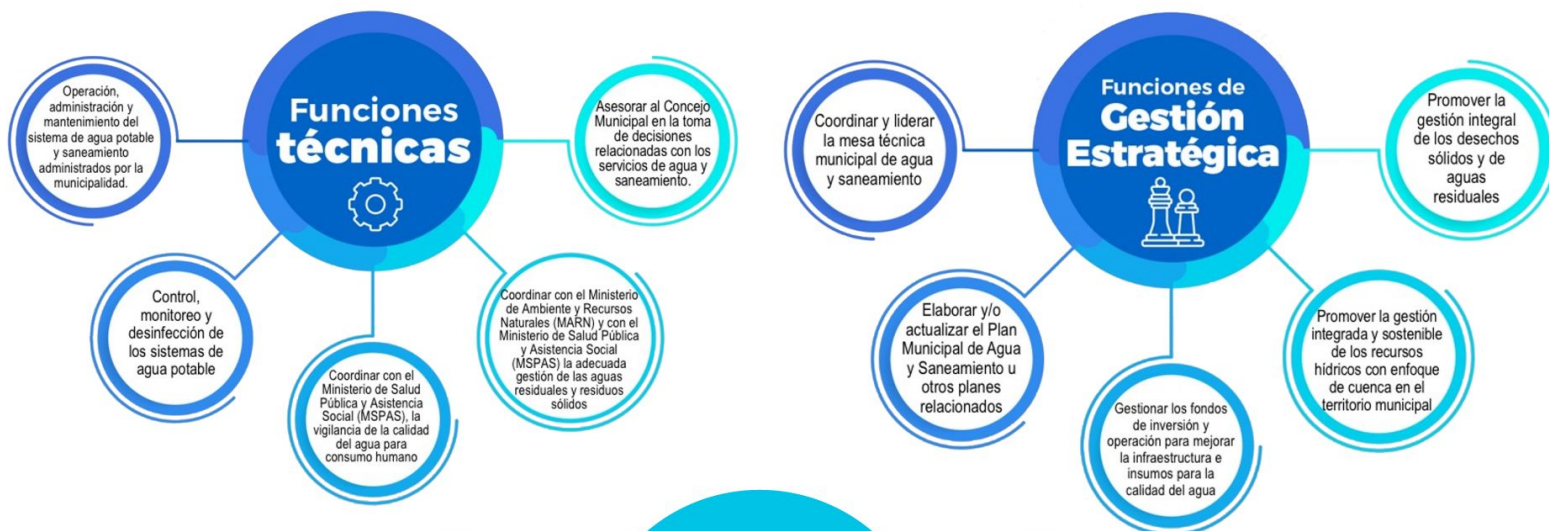 Funciones
técnicas
Operación,
administración y
mantenimiento del
sistema de agua potable
y saneamiento
administrados por la
municipalidad.
Control,
monitoreo y
desinfección de
los sistemas de
agua potable
Coordinar con el
Ministerio de Salud
Pública y Asistencia
Social (MSPAS), la
vigilancia de la calidad
del agua para
consumo humano
Coordinar con el Ministerio
de Ambiente y Recursos
Naturales (MARN) y con el
Ministerio de Salud Pública
y Asistencia Social
(MSPAS) la adecuada
gestión de las aguas
residuales y residuos
sólidos
Asesorar al Concejo
Municipal en la toma
de decisiones
relacionadas con los
servicios de agua y
saneamiento.
Funciones de
Gestión
Estratégica
Coordinar y liderar
la mesa técnica
municipal de agua
y saneamiento
Elaborar y/o
actualizar el Plan
Municipal de Agua
y Saneamiento u
otros planes
relacionados
Gestionar los fondos
de inversión y
operación para mejorar
la infraestructura e
insumos para la
calidad del agua
Promover la gestión
integrada y sostenible
de los recursos
hídricos con enfoque
de cuenca en el
territorio municipal
Promover la
gestión integral
de los desechos
sólidos y de
aguas
residuales